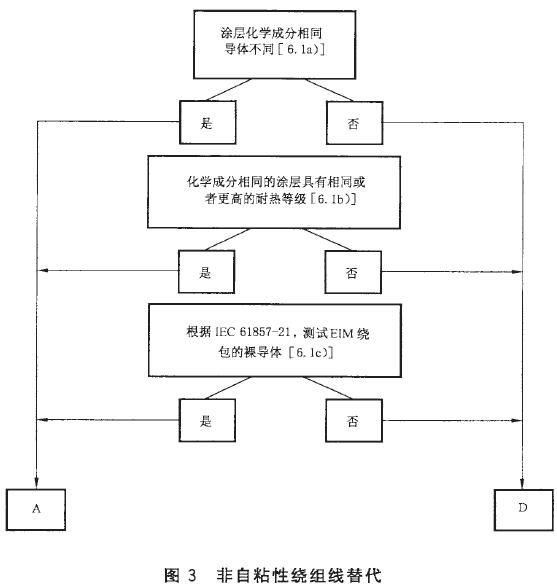 涂层化学成分相同
导体不同[6.1a)]
是
否
化学成分相同的涂层具有相同或
者更高的耐热等级[6.1b)]
是
否
根据IEC 61857-21，测试EIM绕
包的裸导体[6.1c)]
是
否
A
D
图 3 非自粘性绕组线替代